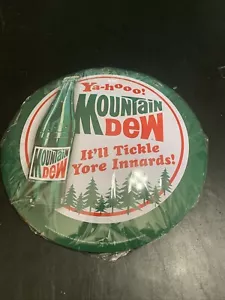 Ya-hooo!
MOUNTAIN
DEW
It'll Tickle
Yore Innards!
MOUNTAIN
DEW